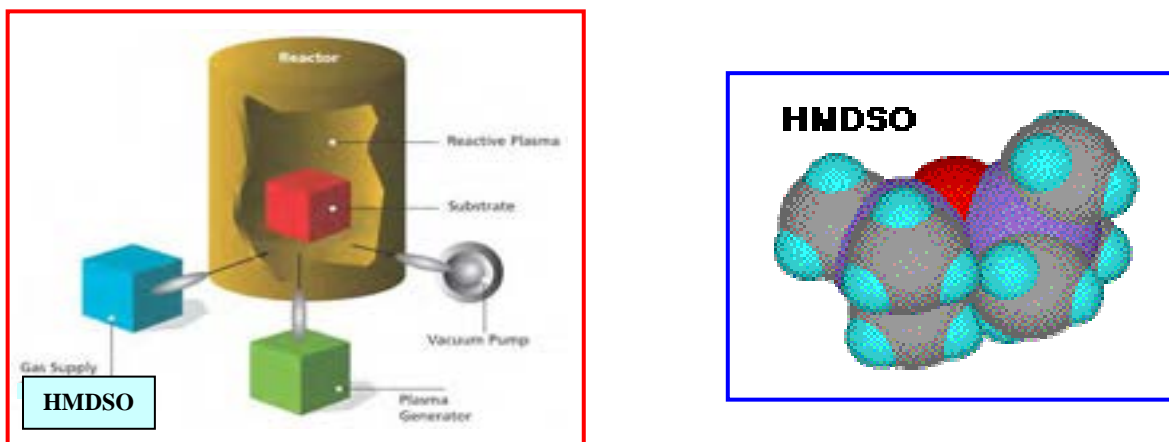 Reactor
Reactive Plasma
Substrate
Vacuum Pump
Gas Supply
HMDSO
Plasma
Generator
HMDSO